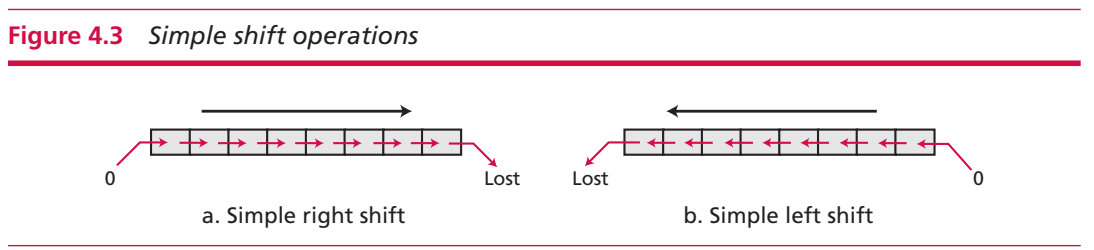 Figure 4.3 Simple shift operations
0
Lost
Lost
0
a. Simple right shift
b. Simple left shift